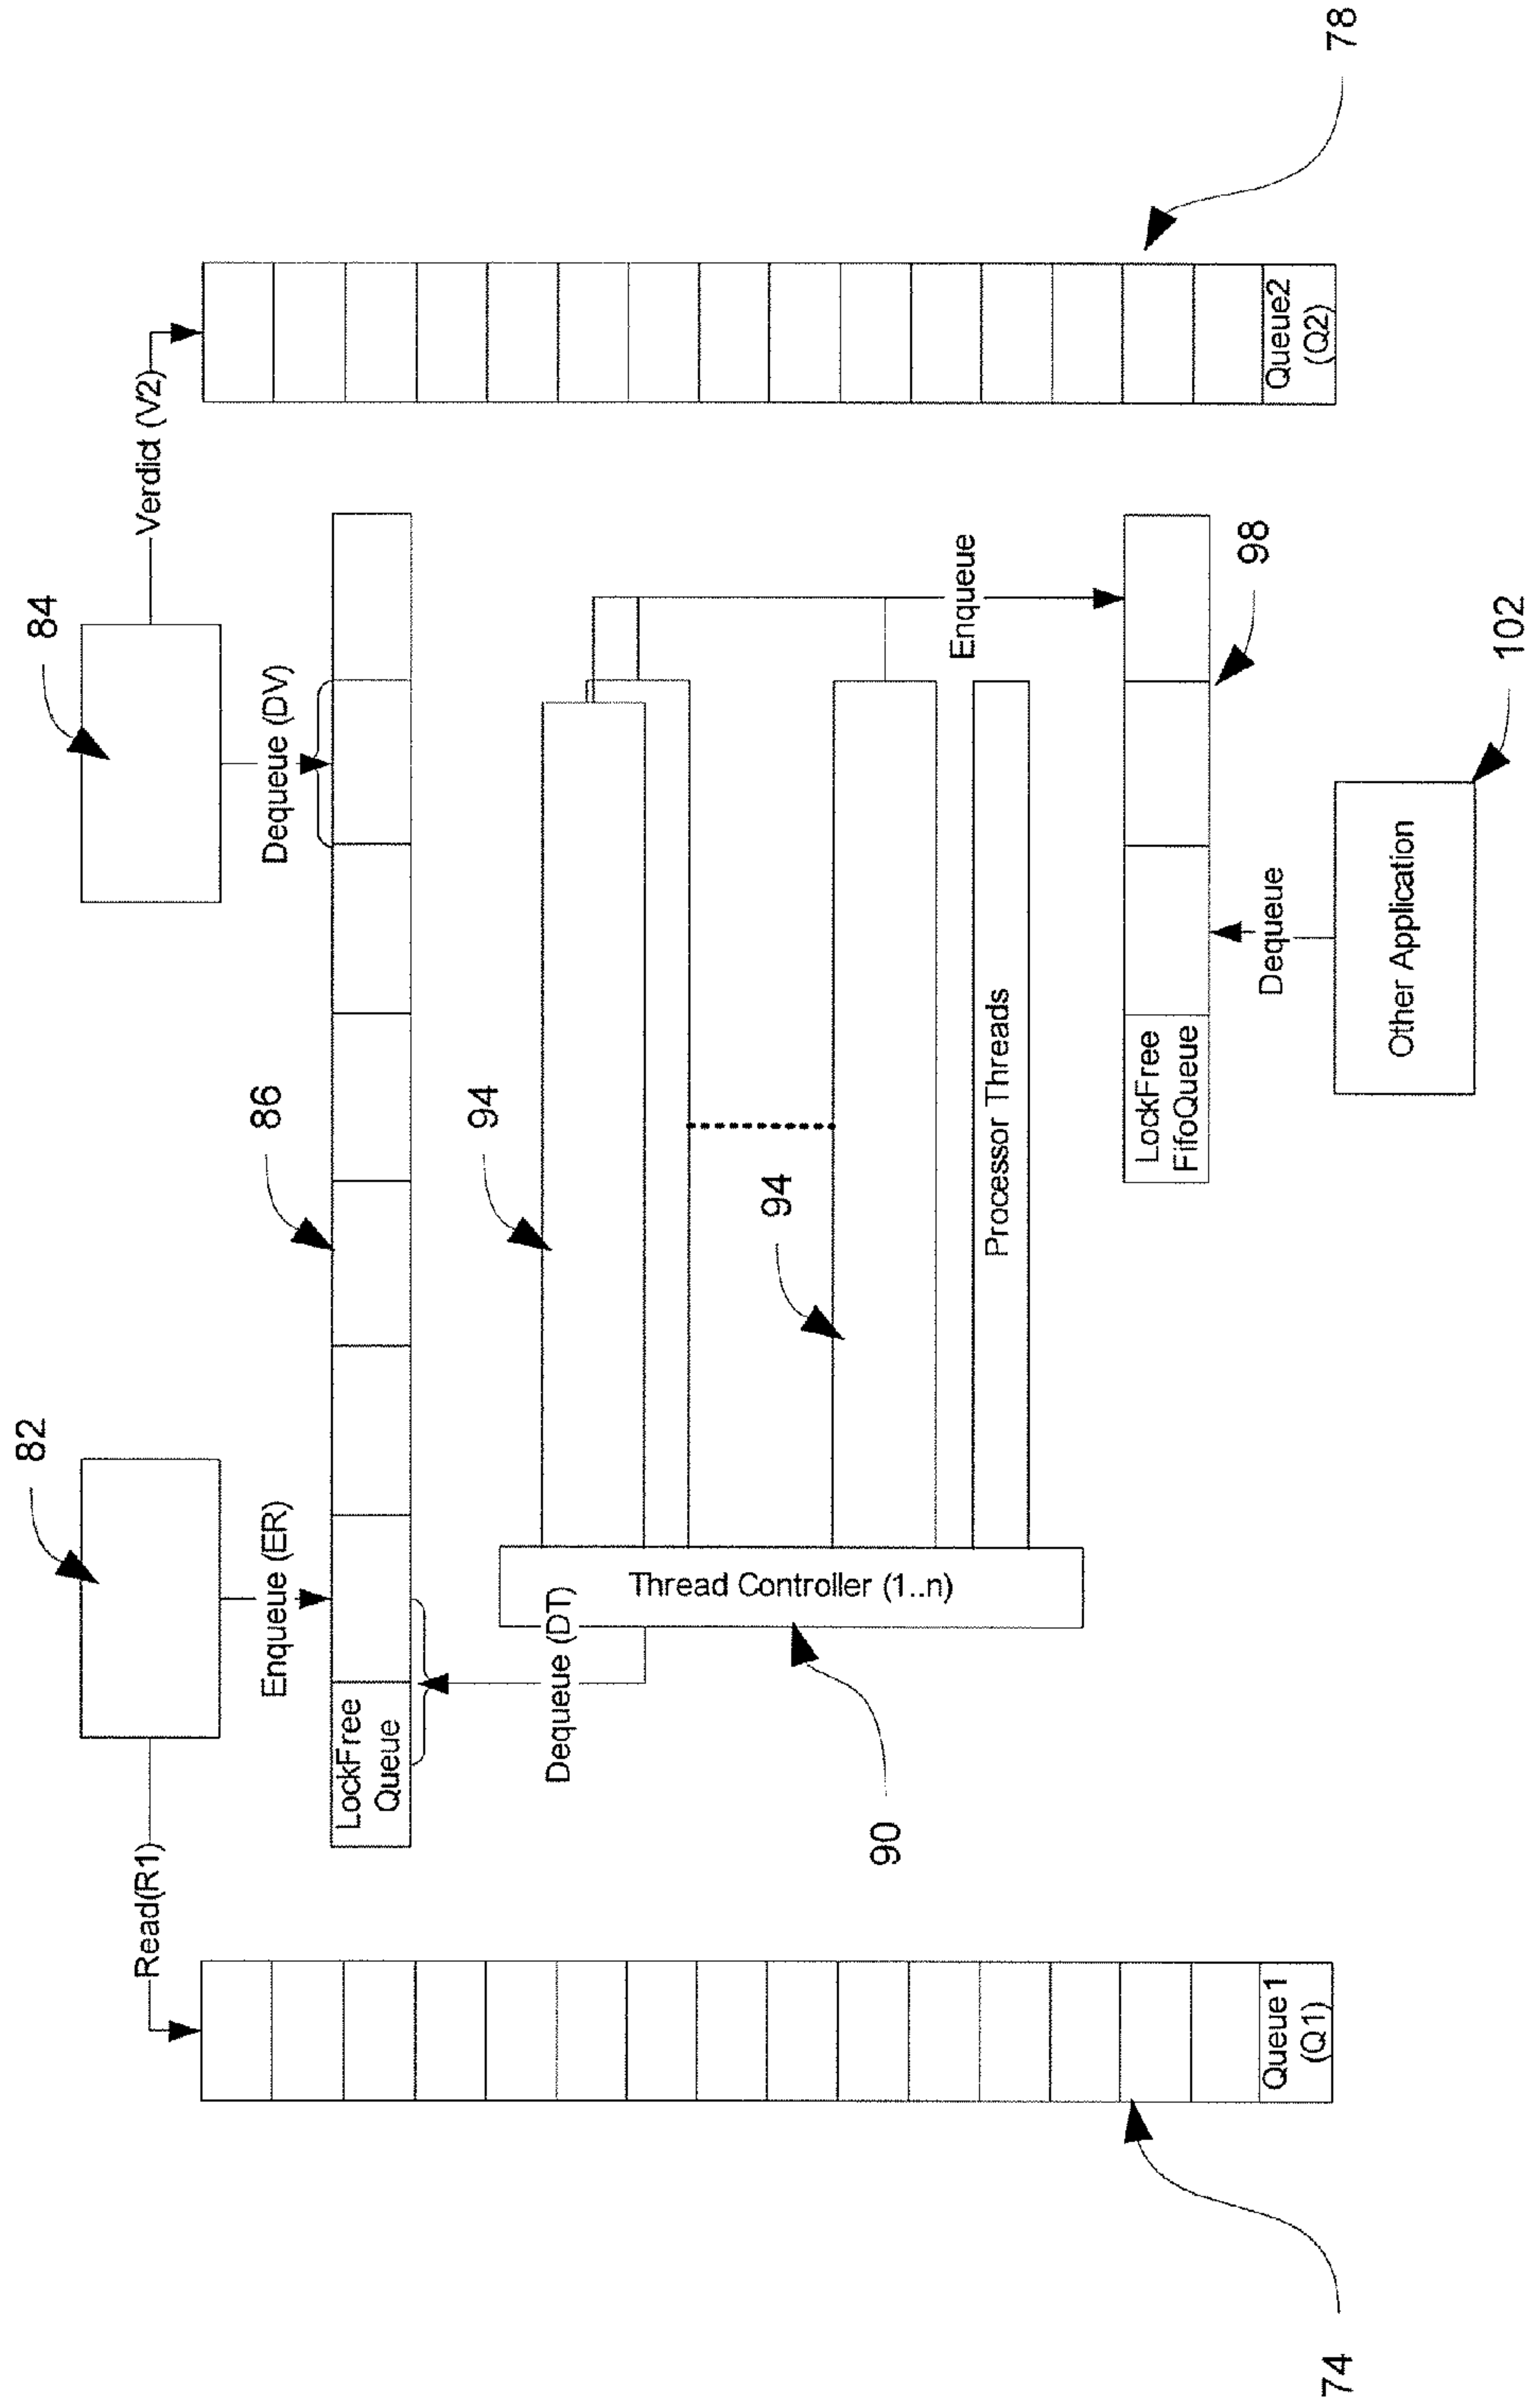 82
84
Read(R1)
Verdict (V2)
Enqueue (ER)
Dequeue (DV)
86
LockFree
Queue
94
Dequeue (DT)
Thread Controller (1..n)
94
Enqueue
90
Processor Threads
LockFree
FifoQueue
98
Dequeue
Queue1
(Q1)
Queue2
(Q2)
Other Application
102
74
78